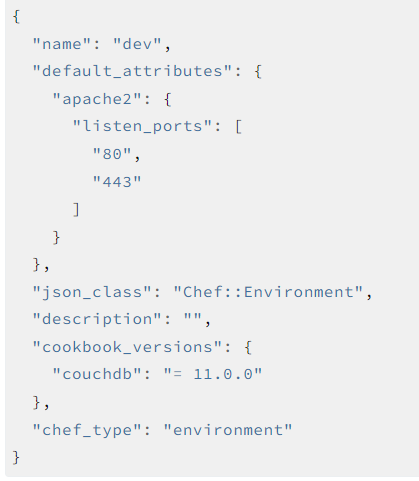 {
  "name": "dev",
  "default_attributes": {
    "apache2": {
      "listen_ports": [
        "80",
        "443"
      ]
    }
  },
  "json_class": "Chef::Environment",
  "description": "",
  "cookbook_versions": {
    "couchdb": "= 11.0.0"
  },
  "chef_type": "environment"
}